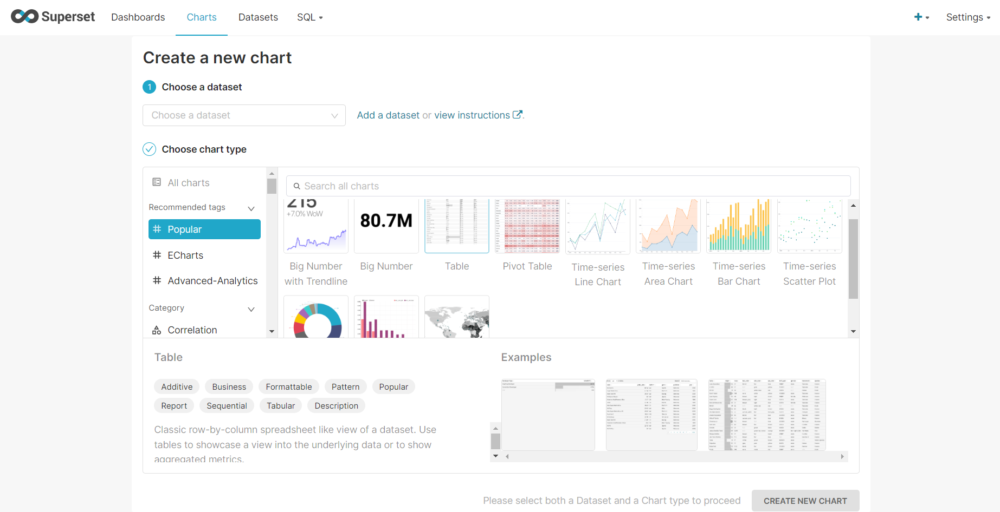 Superset Dashboards Charts Datasets SQL Settings
Create a new chart
1 Choose a dataset
Choose a dataset Add a dataset or view instructions.
Choose chart type
All charts
Search all charts
Recommended tags
Popular
ECharts
Advanced-Analytics
Category
Correlation
215
+7.0% WoW
80.7M
Big Number with Trendline
Big Number
Table
Pivot Table
Time-series Line Chart
Time-series Area Chart
Time-series Bar Chart
Time-series Scatter Plot
Table
Additive Business Formattable Pattern Popular
Report Sequential Tabular Description
Classic row-by-column spreadsheet like view of a dataset. Use
tables to showcase a view into the underlying data or to show
aggregated metrics.
Examples
Please select both a Dataset and a Chart type to proceed CREATE NEW CHART